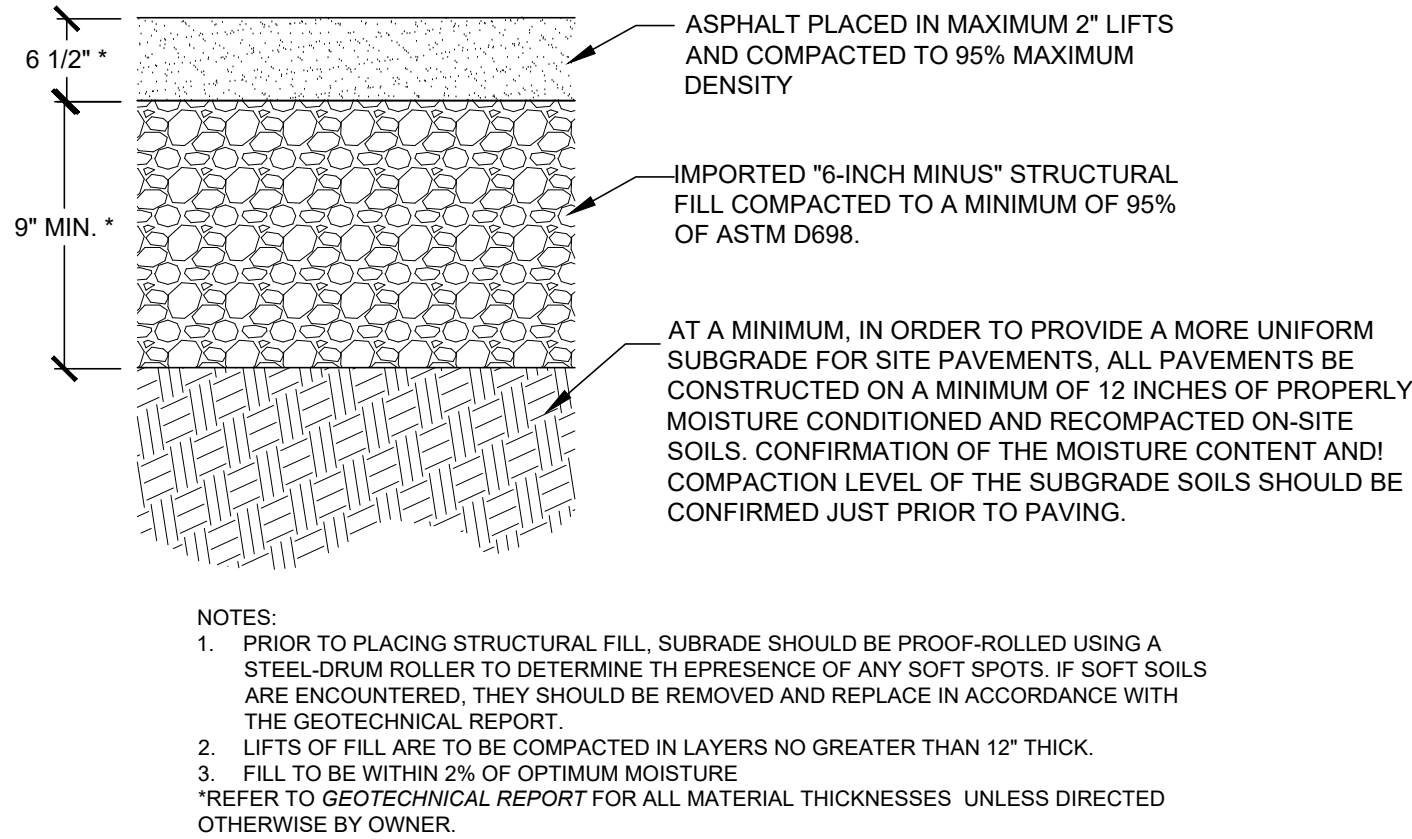 6 1/2" *
ASPHALT PLACED IN MAXIMUM 2" LIFTS
AND COMPACTED TO 95% MAXIMUM
DENSITY
9" MIN. *
IMPORTED "6-INCH MINUS" STRUCTURAL
FILL COMPACTED TO A MINIMUM OF 95%
OF ASTM D698.
AT A MINIMUM, IN ORDER TO PROVIDE A MORE UNIFORM
SUBGRADE FOR SITE PAVEMENTS, ALL PAVEMENTS BE
CONSTRUCTED ON A MINIMUM OF 12 INCHES OF PROPERLY
MOISTURE CONDITIONED AND RECOMPACTED ON-SITE
SOILS. CONFIRMATION OF THE MOISTURE CONTENT AND!
COMPACTION LEVEL OF THE SUBGRADE SOILS SHOULD BE
CONFIRMED JUST PRIOR TO PAVING.
NOTES:
1. PRIOR TO PLACING STRUCTURAL FILL, SUBRADE SHOULD BE PROOF-ROLLED USING A
STEEL-DRUM ROLLER TO DETERMINE TH EPRESENCE OF ANY SOFT SPOTS. IF SOFT SOILS
ARE ENCOUNTERED, THEY SHOULD BE REMOVED AND REPLACE IN ACCORDANCE WITH
THE GEOTECHNICAL REPORT.
2. LIFTS OF FILL ARE TO BE COMPACTED IN LAYERS NO GREATER THAN 12" THICK.
3. FILL TO BE WITHIN 2% OF OPTIMUM MOISTURE
*REFER TO GEOTECHNICAL REPORT FOR ALL MATERIAL THICKNESSES UNLESS DIRECTED
OTHERWISE BY OWNER.